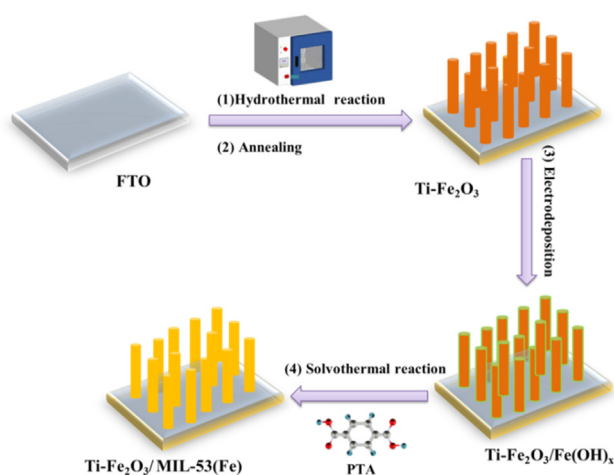 (1)Hydrothermal reaction
(2) Annealing
FTO
Ti-Fe₂O₃
(3) Electrodeposition
(4) Solvothermal reaction
PTA
Ti-Fe₂O₃/Fe(OH)ₓ
Ti-Fe₂O₃/MIL-53(Fe)